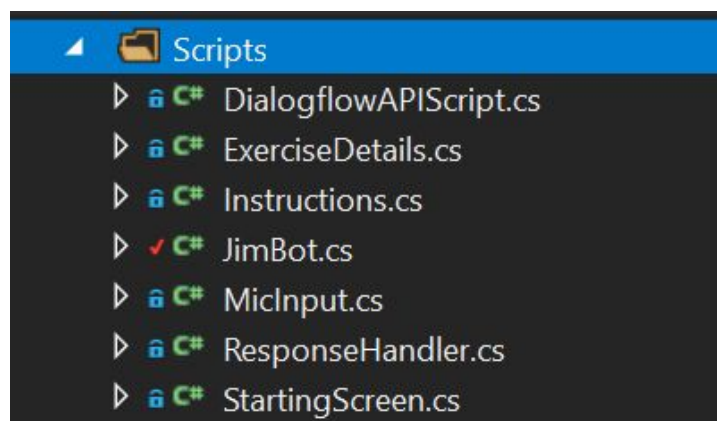 Scripts
C# DialogflowAPIScript.cs
C# ExerciseDetails.cs
C# Instructions.cs
C# JimBot.cs
C# MicInput.cs
C# ResponseHandler.cs
C# StartingScreen.cs